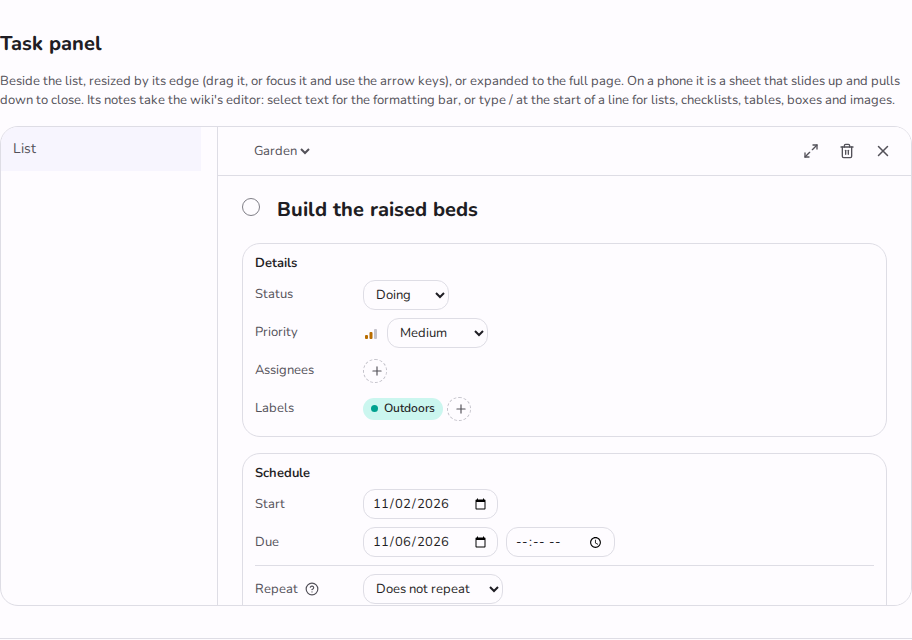 Task panel
Beside the list, resized by its edge (drag it, or focus it and use the arrow keys), or expanded to the full page. On a phone it is a sheet that slides up and pulls
down to close. Its notes take the wiki's editor: select text for the formatting bar, or type / at the start of a line for lists, checklists, tables, boxes and images.
List
Garden
Build the raised beds
Details
Status Doing
Priority Medium
Assignees
Labels Outdoors
Schedule
Start 11/02/2026
Due 11/06/2026 --:-- --
Repeat Does not repeat